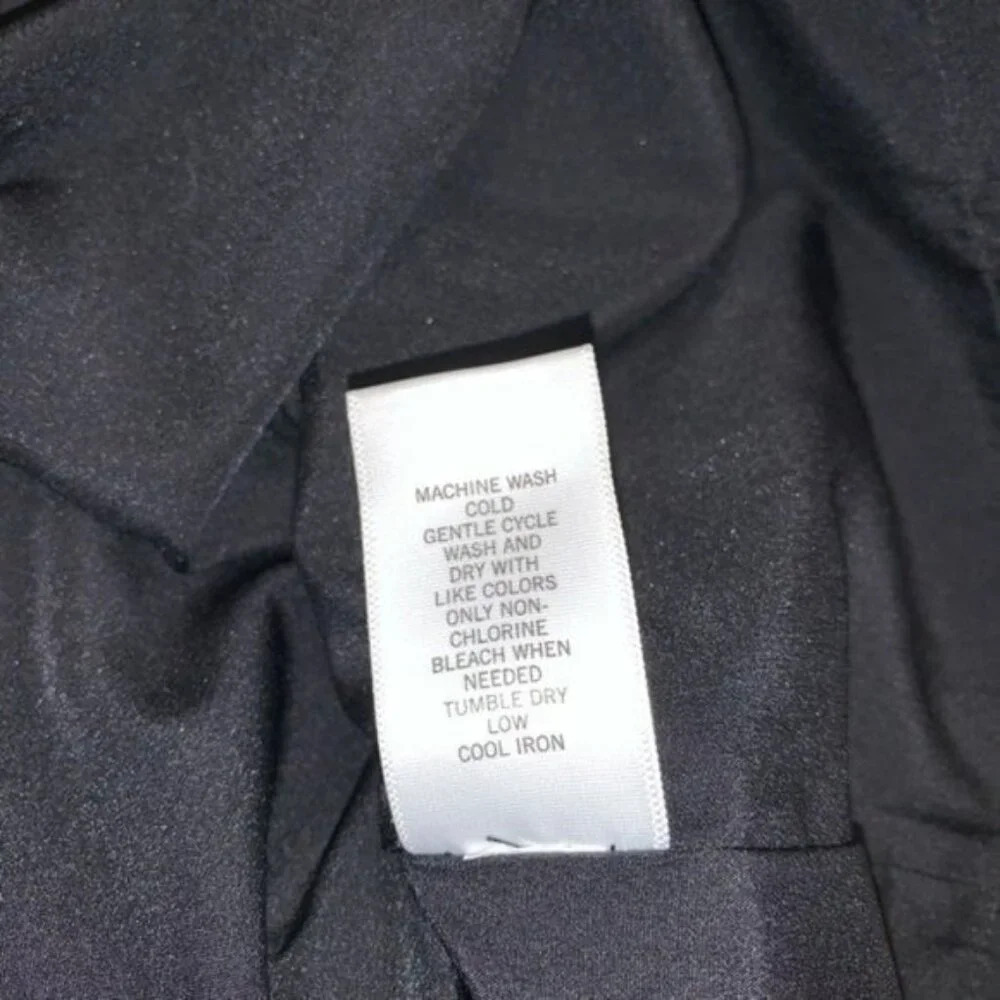 MACHINE WASH
COLD
GENTLE CYCLE
WASH AND
DRY WITH
LIKE COLORS
ONLY NON-
CHLORINE
BLEACH WHEN
NEEDED
TUMBLE DRY
LOW
COOL IRON